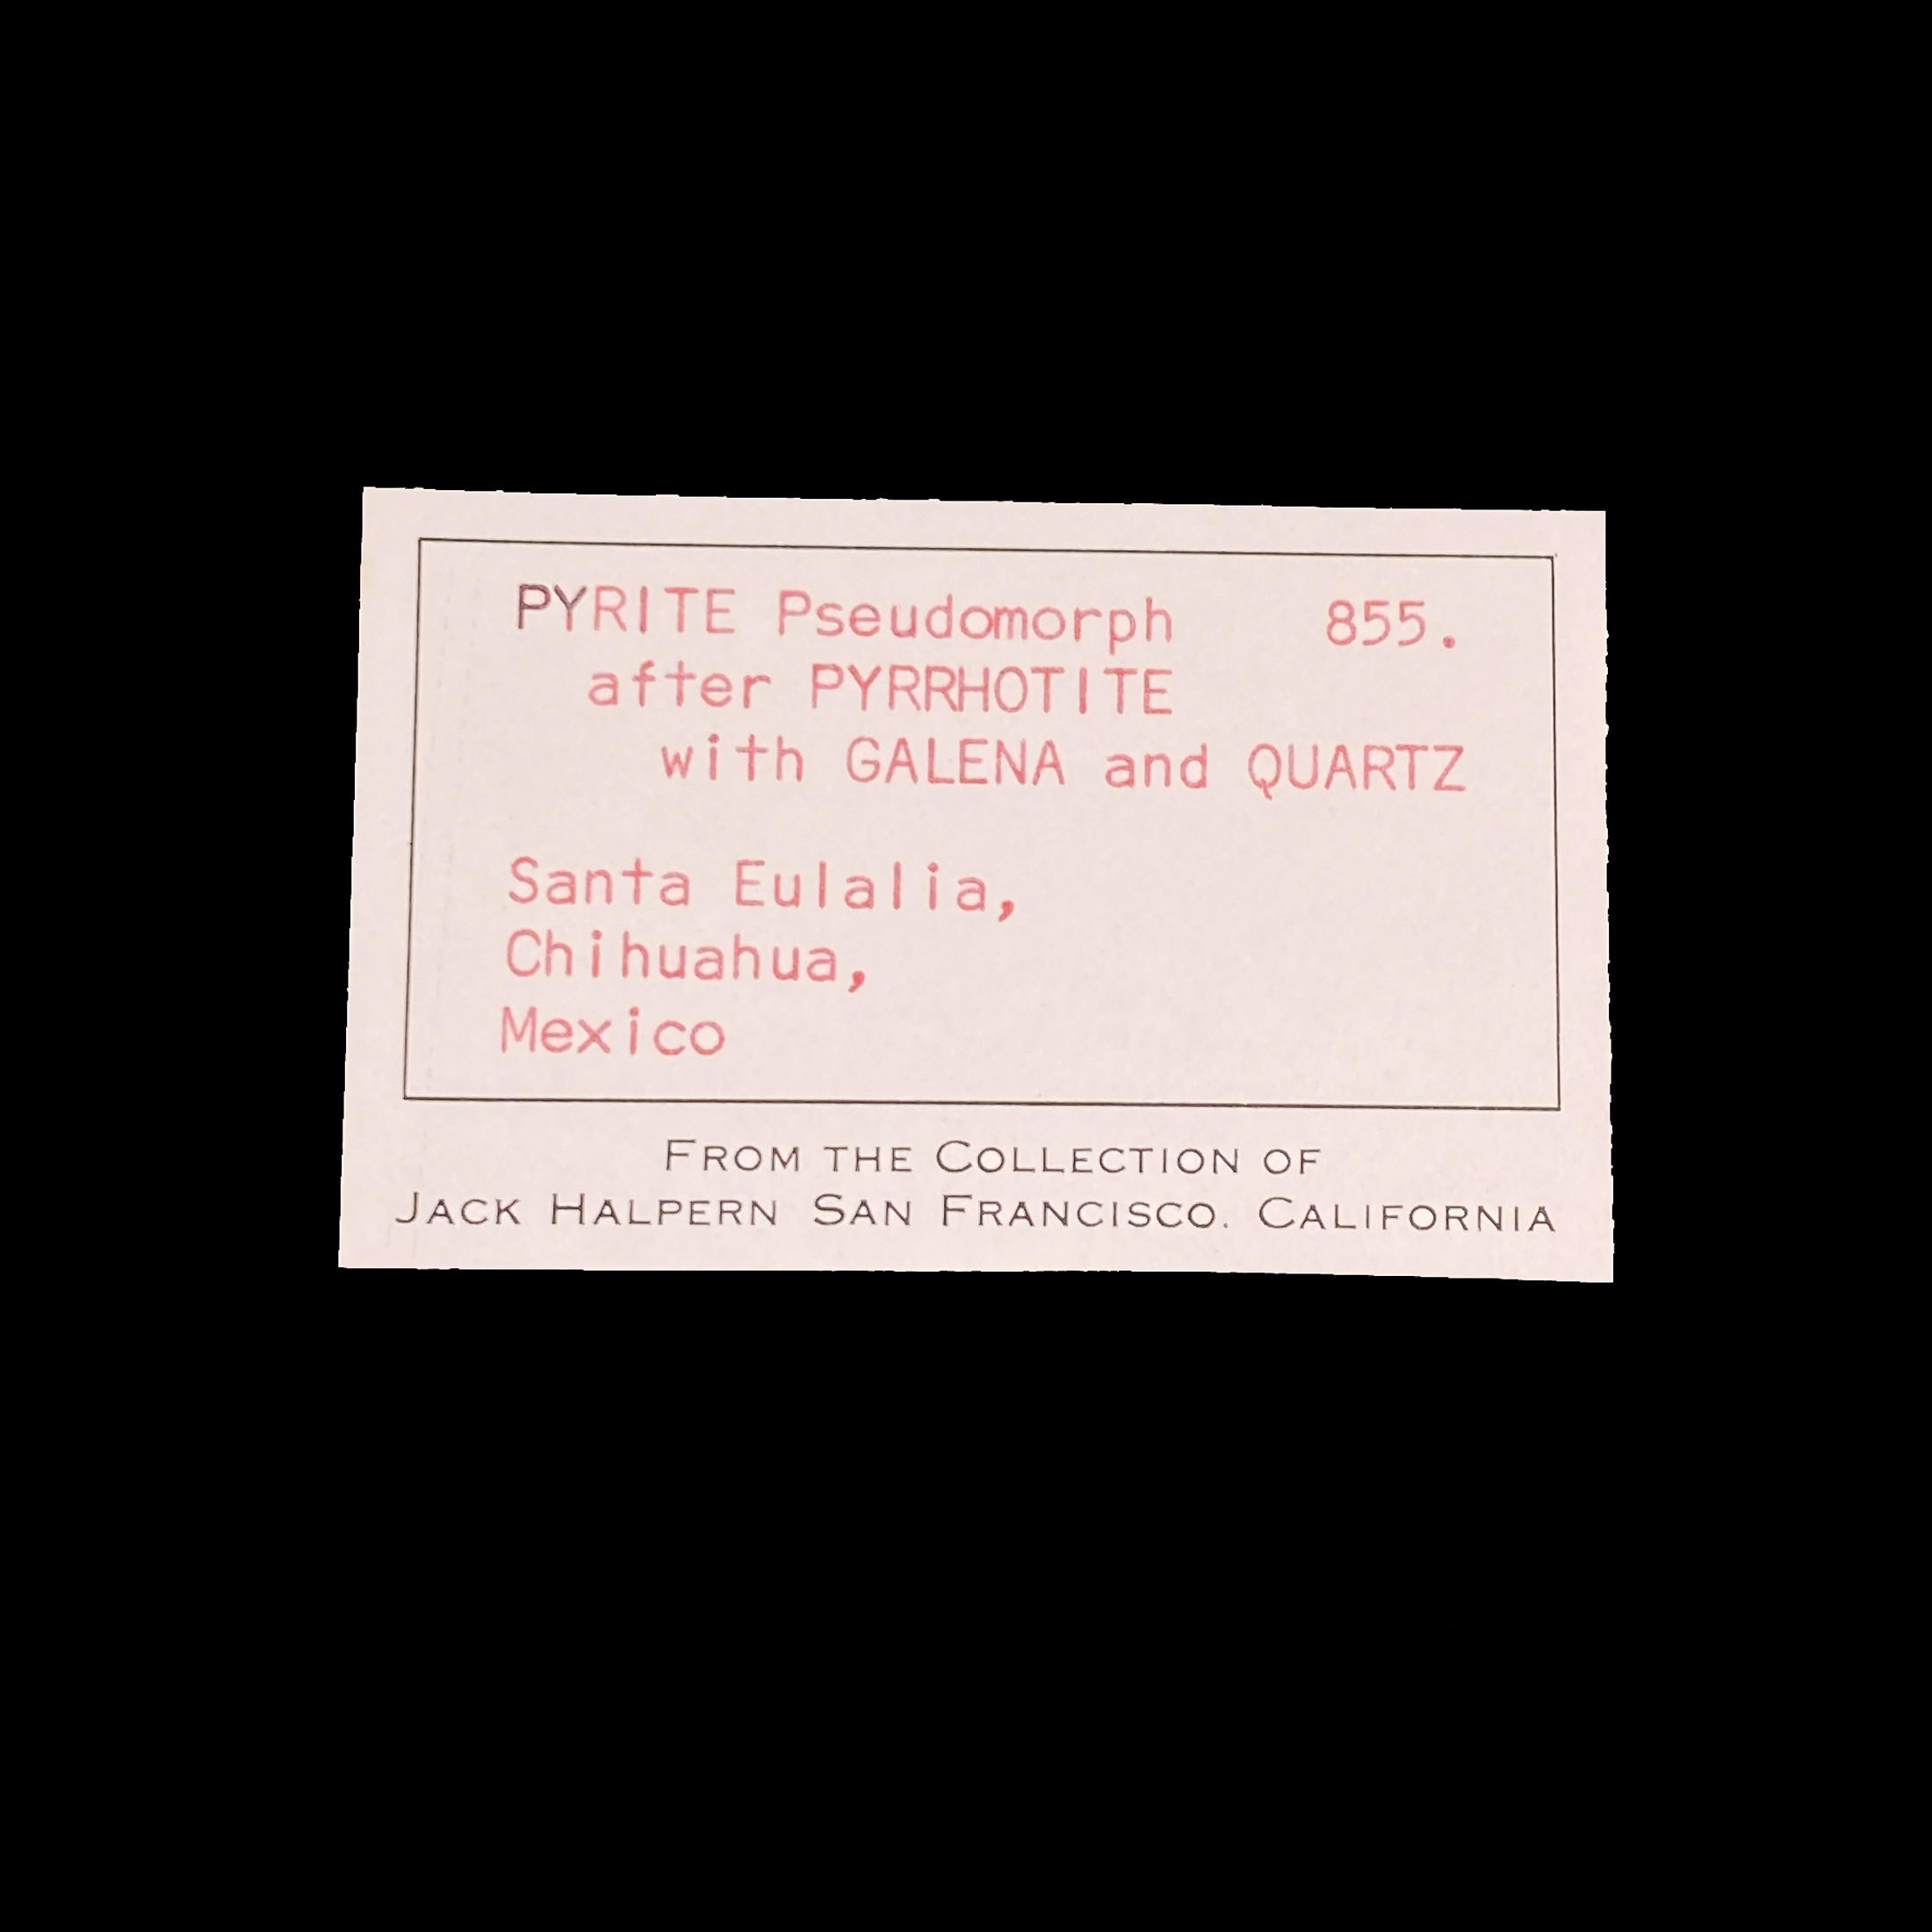 PYRITE Pseudomorph 855.
after PYRRHOTITE
with GALENA and QUARTZ
Santa Eulalia,
Chihuahua,
Mexico
FROM THE COLLECTION OF
JACK HALPERN SAN FRANCISCO. CALIFORNIA